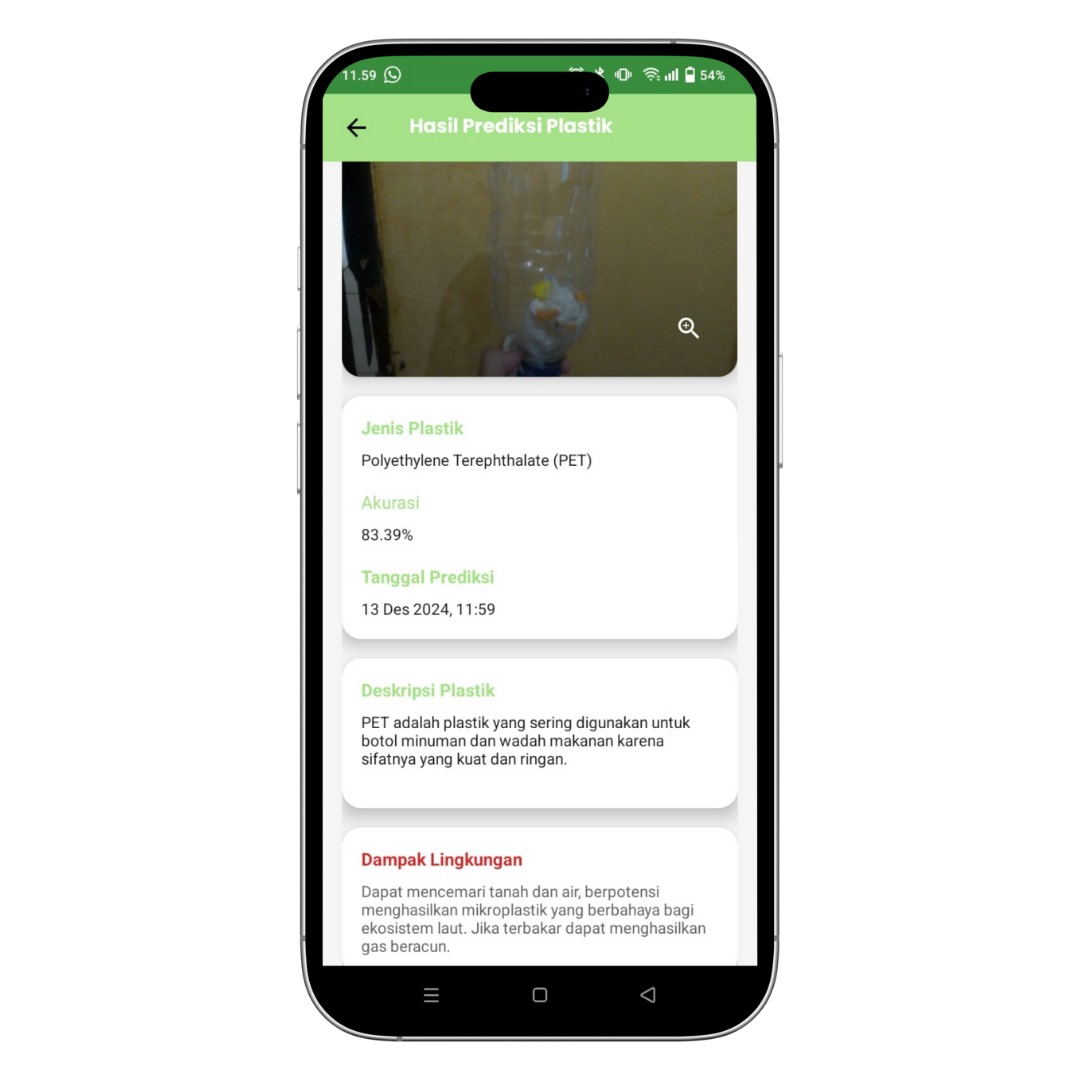 11.59
54%
Hasil Prediksi Plastik
Jenis Plastik
Polyethylene Terephthalate (PET)
Akurasi
83.39%
Tanggal Prediksi
13 Des 2024, 11:59
Deskripsi Plastik
PET adalah plastik yang sering digunakan untuk
botol minuman dan wadah makanan karena
sifatnya yang kuat dan ringan.
Dampak Lingkungan
Dapat mencemari tanah dan air, berpotensi
menghasilkan mikroplastik yang berbahaya bagi
ekosistem laut. Jika terbakar dapat menghasilkan
gas beracun.